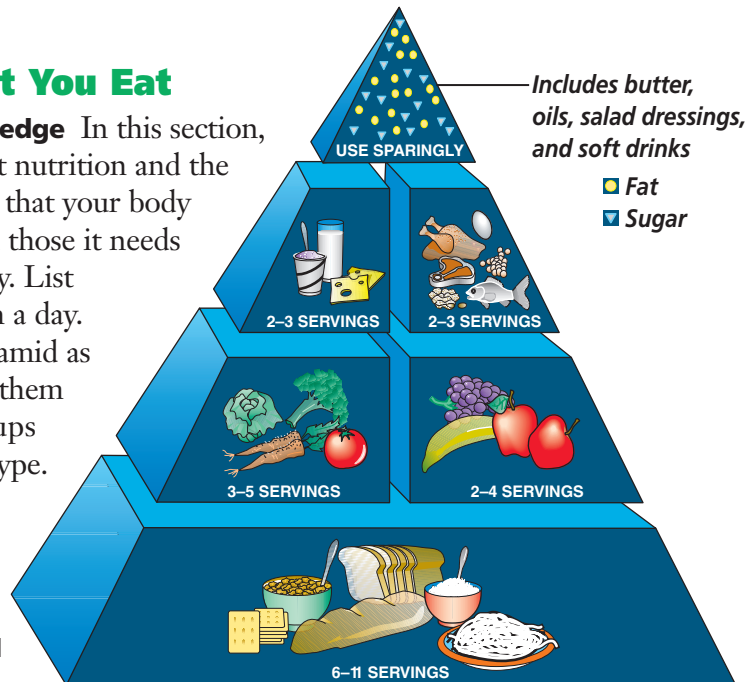 t You Eat
edge In this section,
t nutrition and the
that your body
those it needs
y. List
n a day.
amid as
them
ups
ype.
Includes butter,
oils, salad dressings,
and soft drinks
Fat
Sugar
USE SPARINGLY
2–3 SERVINGS
2–3 SERVINGS
3–5 SERVINGS
2–4 SERVINGS
6–11 SERVINGS